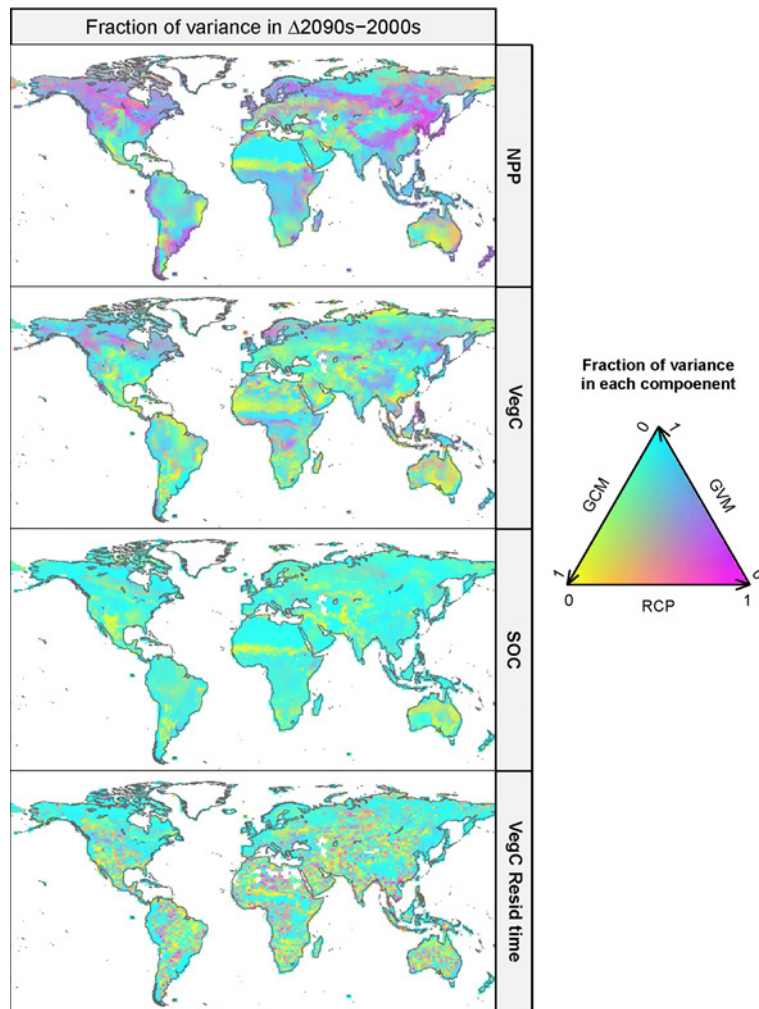 Fraction of variance in Δ2090s−2000s
NPP
VegC
SOC
VegC Resid time
Fraction of variance
in each compoenent
0 1
GCM
GVM
1 0
0 1
RCP